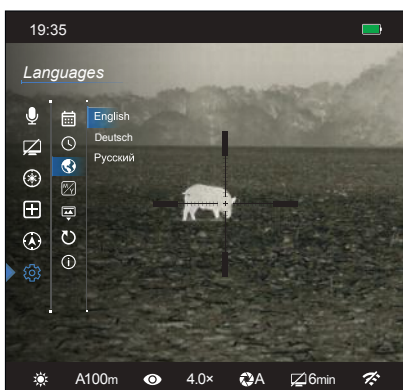 19:35
Languages
English
Deutsch
Русский
M/Y
A100m 4.0× A 6min